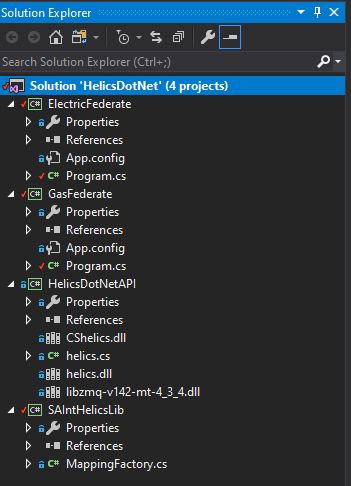 Solution Explorer
Search Solution Explorer (Ctrl+;)
Solution 'HelicsDotNet' (4 projects)
C# ElectricFederate
Properties
References
App.config
C# Program.cs
C# GasFederate
Properties
References
App.config
C# Program.cs
C# HelicsDotNetAPI
Properties
References
CShelics.dll
C# helics.cs
helics.dll
libzmq-v142-mt-4_3_4.dll
C# SAIntHelicsLib
Properties
References
C# MappingFactory.cs